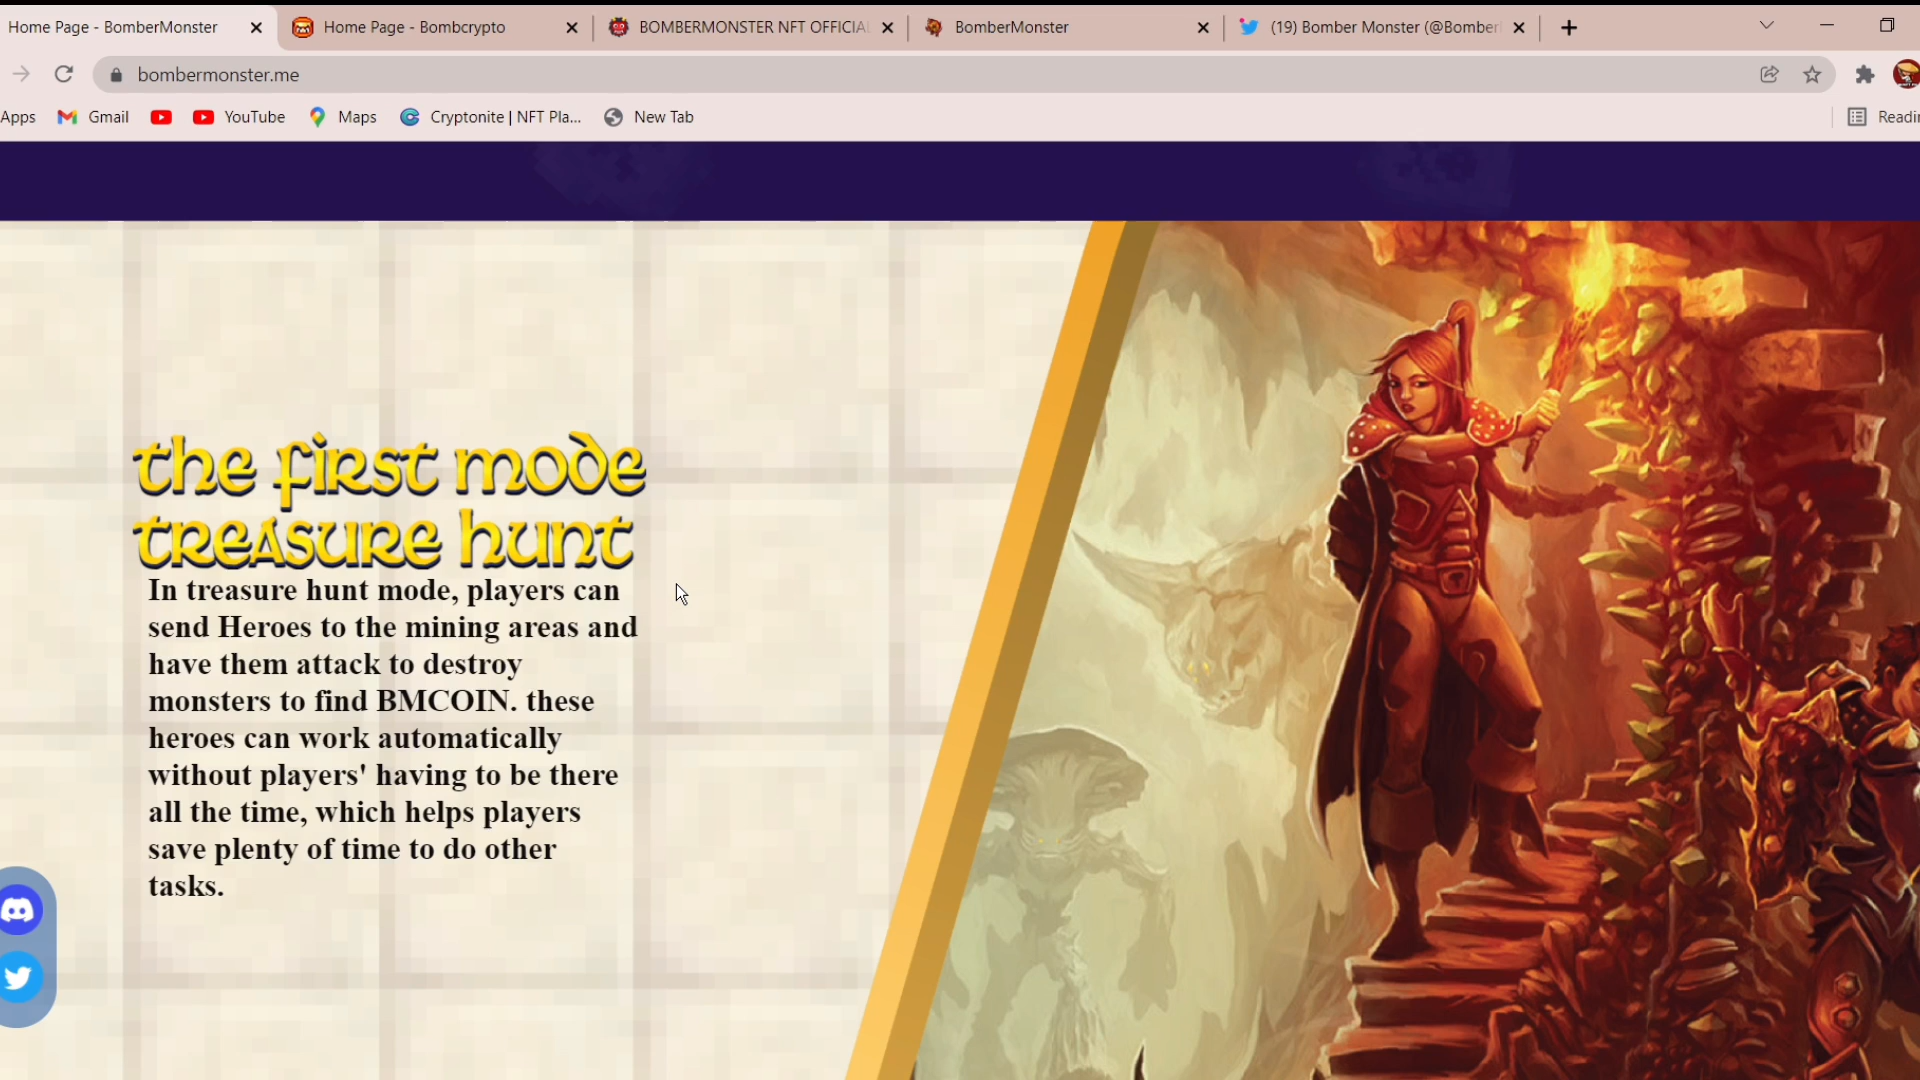 Home Page - BomberMonster
Home Page - Bombcrypto
BOMBERMONSTER NFT OFFICIAL
BomberMonster
(19) Bomber Monster (@Bomber
bombermonster.me
Apps
Gmail
YouTube
Maps
Cryptonite | NFT Pla...
New Tab
Readin
the first mode
treasure hunt
In treasure hunt mode, players can
send Heroes to the mining areas and
have them attack to destroy
monsters to find BMCOIN. these
heroes can work automatically
without players' having to be there
all the time, which helps players
save plenty of time to do other
tasks.